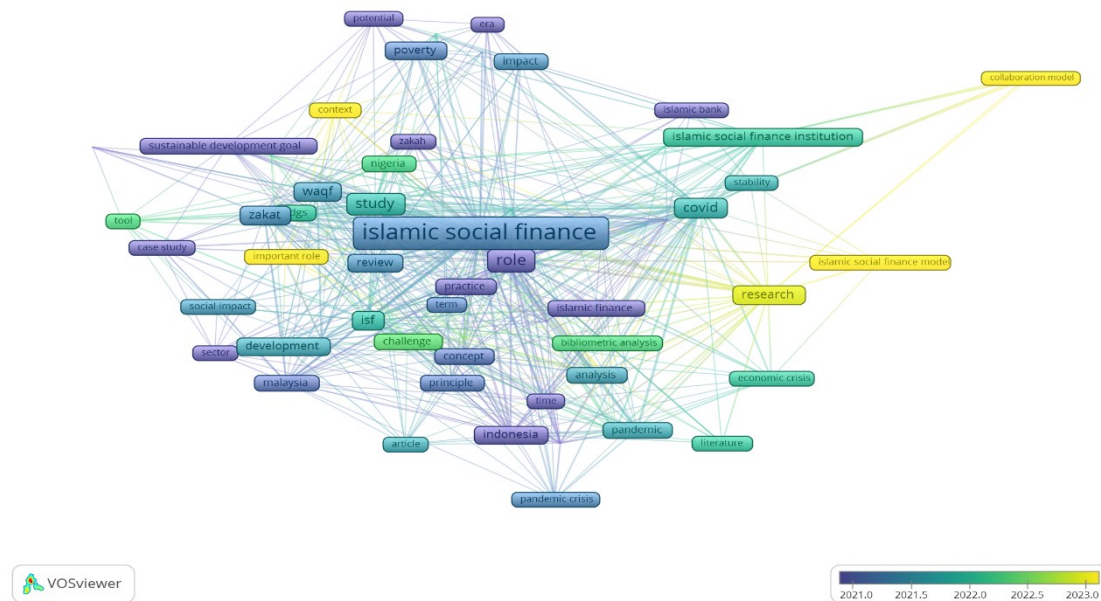 potential
era
poverty
impact
collaboration model
context
islamic bank
islamic social finance institution
zakah
sustainable development goal
nigeria
stability
waqf
study
covid
zakat
dgs
tool
islamic social finance
case study
important role
review
role
islamic social finance model
practice
research
social impact
term
islamic finance
isf
challenge
bibliometric analysis
development
sector
concept
analysis
economic crisis
malaysia
principle
time
indonesia
pandemic
article
literature
pandemic crisis
VOSviewer
2021.0 2021.5 2022.0 2022.5 2023.0